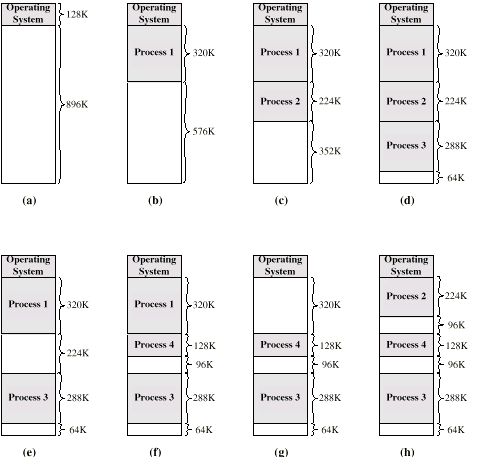 Operating
System
128K
896K
(a)
Operating
System
Process 1
320K
576K
(b)
Operating
System
Process 1
320K
Process 2
224K
352K
(c)
Operating
System
Process 1
320K
Process 2
224K
Process 3
288K
64K
(d)
Operating
System
Process 1
320K
224K
Process 3
288K
64K
(e)
Operating
System
Process 1
320K
Process 4
128K
96K
Process 3
288K
64K
(f)
Operating
System
320K
Process 4
128K
96K
Process 3
288K
64K
(g)
Operating
System
Process 2
224K
96K
Process 4
128K
96K
Process 3
288K
64K
(h)